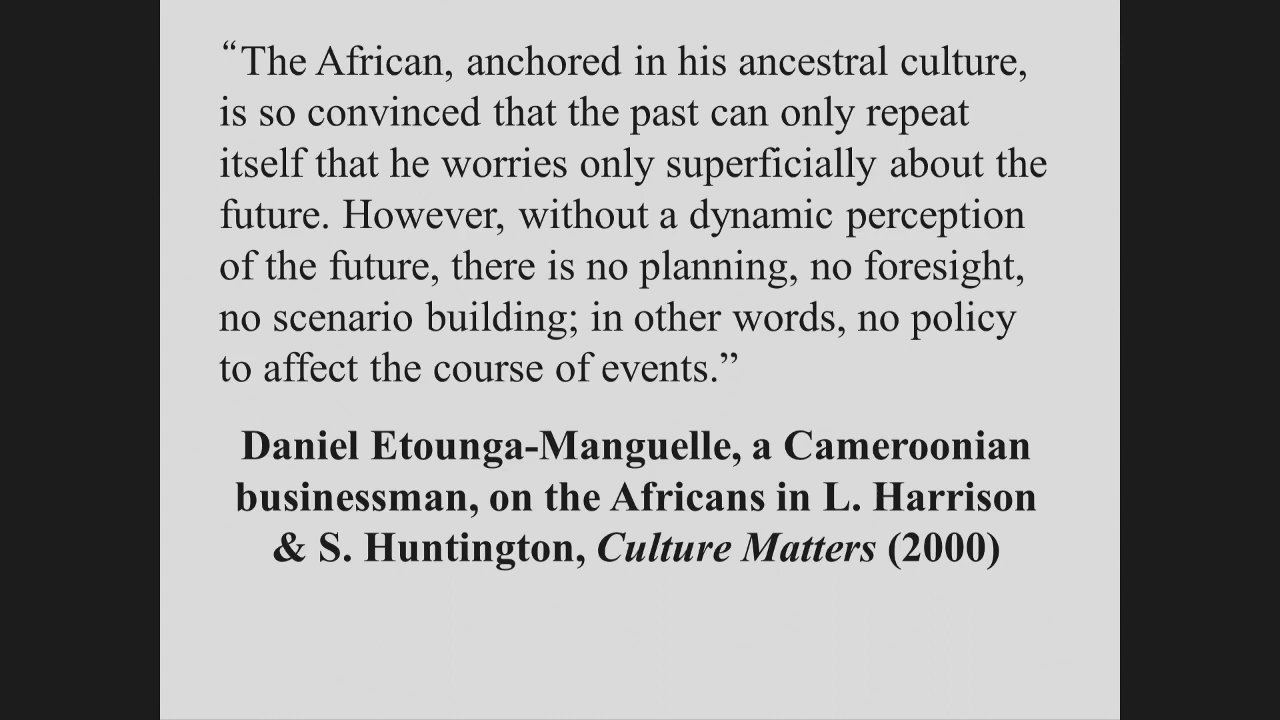 “The African, anchored in his ancestral culture,
is so convinced that the past can only repeat
itself that he worries only superficially about the
future. However, without a dynamic perception
of the future, there is no planning, no foresight,
no scenario building; in other words, no policy
to affect the course of events.”
Daniel Etounga-Manguelle, a Cameroonian
businessman, on the Africans in L. Harrison
& S. Huntington, Culture Matters (2000)